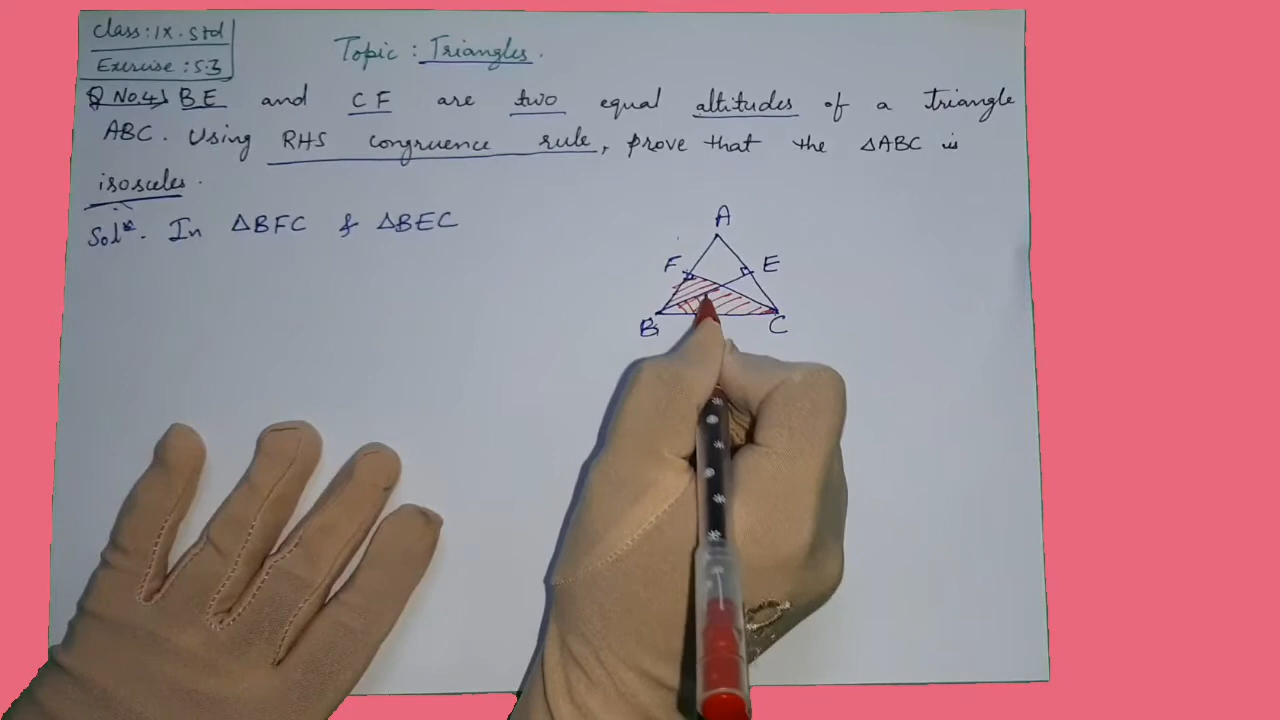 Class: IX. Std
Exercise: 5.3
Topic: Triangles.
Q No.4) BE and CF are two equal altitudes of a triangle
ABC. Using RHS congruence rule, prove that the ΔABC is
isosceles.
Solⁿ. In ΔBFC & ΔBEC
A
F E
B C